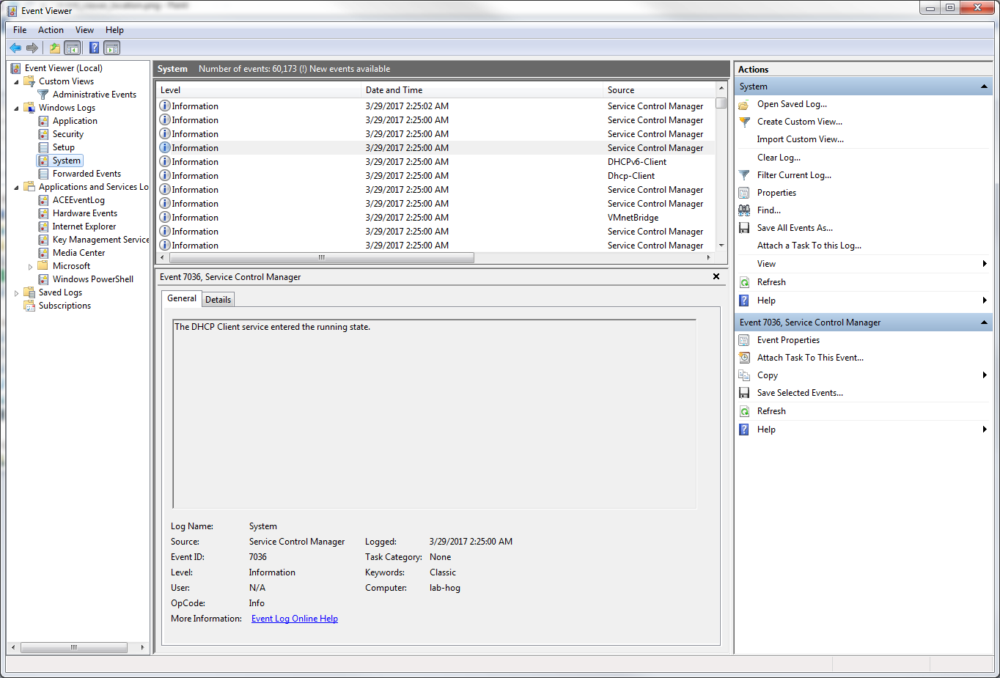 Event Viewer
File Action View Help
Event Viewer (Local)
Custom Views
Administrative Events
Windows Logs
Application
Security
Setup
System
Forwarded Events
Applications and Services Lo
ACEEventLog
Hardware Events
Internet Explorer
Key Management Service
Media Center
Microsoft
Windows PowerShell
Saved Logs
Subscriptions
System Number of events: 60,173 (!) New events available
Level Date and Time Source
Information 3/29/2017 2:25:02 AM Service Control Manager
Information 3/29/2017 2:25:00 AM Service Control Manager
Information 3/29/2017 2:25:00 AM Service Control Manager
Information 3/29/2017 2:25:00 AM Service Control Manager
Information 3/29/2017 2:25:00 AM DHCPv6-Client
Information 3/29/2017 2:25:00 AM Dhcp-Client
Information 3/29/2017 2:25:00 AM Service Control Manager
Information 3/29/2017 2:25:00 AM Service Control Manager
Information 3/29/2017 2:25:00 AM VMnetBridge
Information 3/29/2017 2:25:00 AM Service Control Manager
Information 3/29/2017 2:25:00 AM Service Control Manager
Event 7036, Service Control Manager
General Details
The DHCP Client service entered the running state.
Log Name: System
Source: Service Control Manager Logged: 3/29/2017 2:25:00 AM
Event ID: 7036 Task Category: None
Level: Information Keywords: Classic
User: N/A Computer: lab-hog
OpCode: Info
More Information: Event Log Online Help
Actions
System
Open Saved Log...
Create Custom View...
Import Custom View...
Clear Log...
Filter Current Log...
Properties
Find...
Save All Events As...
Attach a Task To this Log...
View
Refresh
Help
Event 7036, Service Control Manager
Event Properties
Attach Task To This Event...
Copy
Save Selected Events...
Refresh
Help